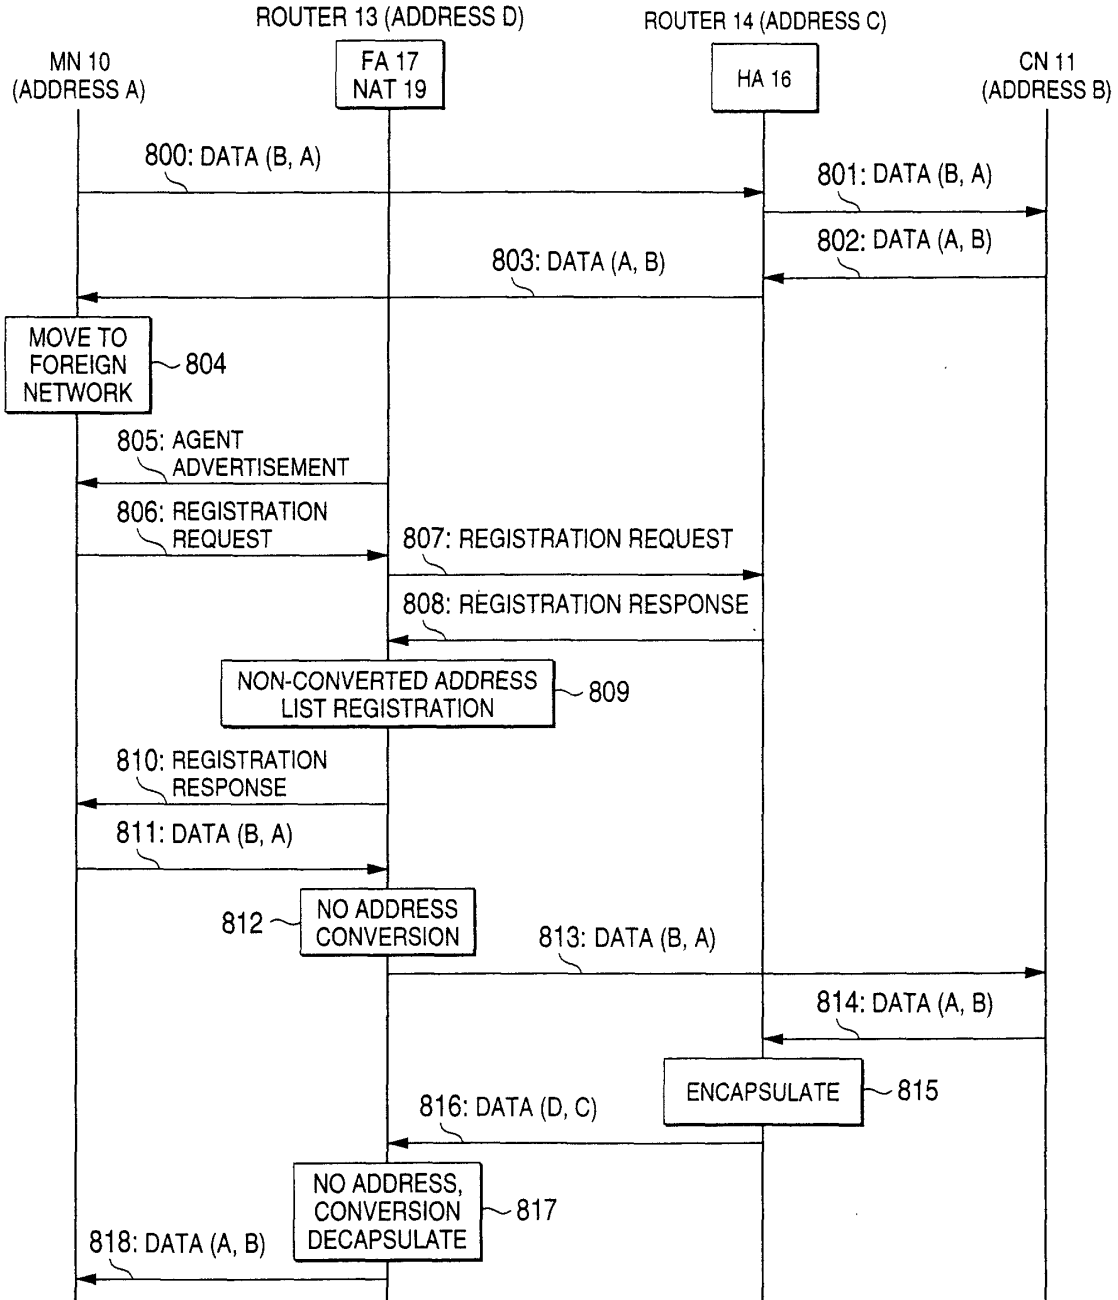 ROUTER 13 (ADDRESS D)
ROUTER 14 (ADDRESS C)
MN 10
(ADDRESS A)
FA 17
NAT 19
HA 16
CN 11
(ADDRESS B)
800: DATA (B, A)
801: DATA (B, A)
802: DATA (A, B)
803: DATA (A, B)
MOVE TO
FOREIGN
NETWORK
804
805: AGENT
ADVERTISEMENT
806: REGISTRATION
REQUEST
807: REGISTRATION REQUEST
808: REGISTRATION RESPONSE
NON-CONVERTED ADDRESS
LIST REGISTRATION
809
810: REGISTRATION
RESPONSE
811: DATA (B, A)
812
NO ADDRESS
CONVERSION
813: DATA (B, A)
814: DATA (A, B)
ENCAPSULATE
815
816: DATA (D, C)
NO ADDRESS,
CONVERSION
DECAPSULATE
817
818: DATA (A, B)